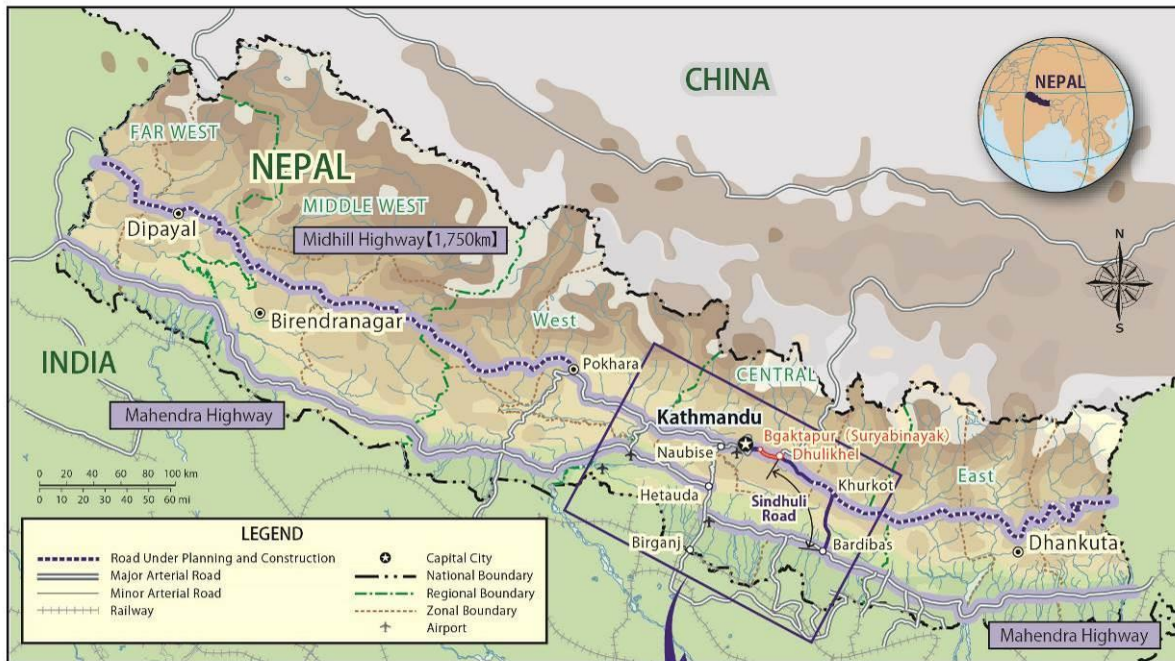 CHINA
NEPAL
FAR WEST
NEPAL
MIDDLE WEST
Dipayal
Midhill Highway【1,750km】
N
S
Birendranagar
West
INDIA
Pokhara
CENTRAL
Mahendra Highway
Kathmandu
Bgaktapur (Suryabinayak)
Naubise
Dhulikhel
East
0 20 40 60 80 100 km
0 10 20 30 40 50 60 mi
Hetauda
Khurkot
Sindhuli
Road
Birganj
Bardibas
Dhankuta
Mahendra Highway
LEGEND
Road Under Planning and Construction
Major Arterial Road
Minor Arterial Road
Railway
Capital City
National Boundary
Regional Boundary
Zonal Boundary
Airport